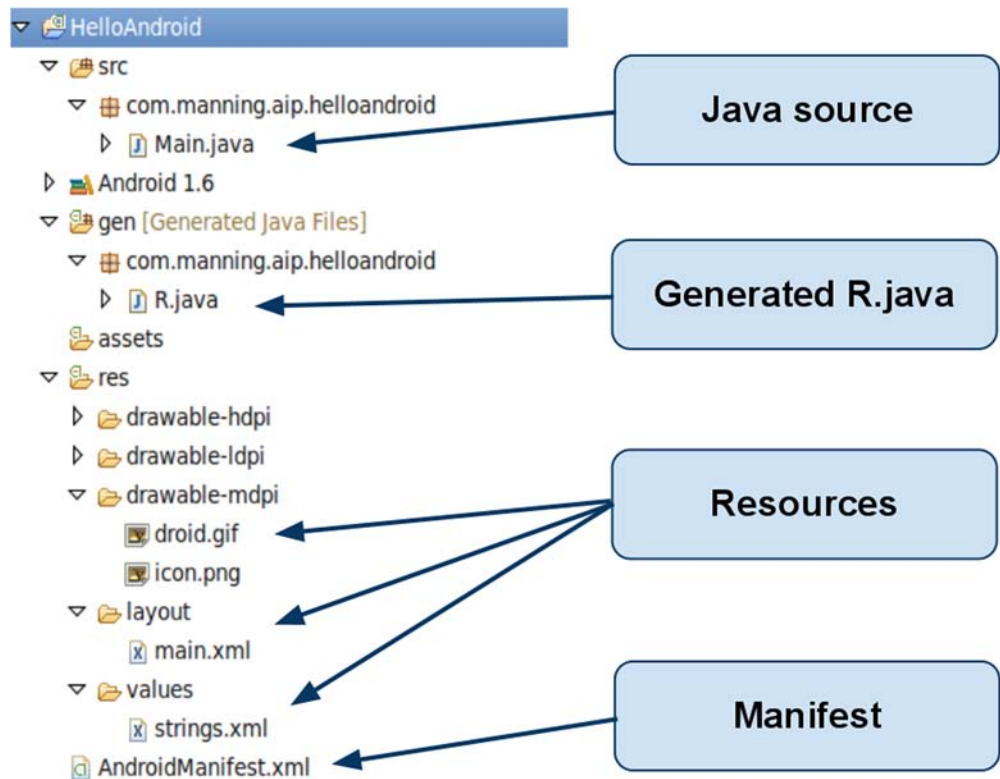 HelloAndroid
src
com.manning.aip.helloandroid
Main.java
Android 1.6
gen [Generated Java Files]
com.manning.aip.helloandroid
R.java
assets
res
drawable-hdpi
drawable-ldpi
drawable-mdpi
droid.gif
icon.png
layout
main.xml
values
strings.xml
AndroidManifest.xml
Java source
Generated R.java
Resources
Manifest